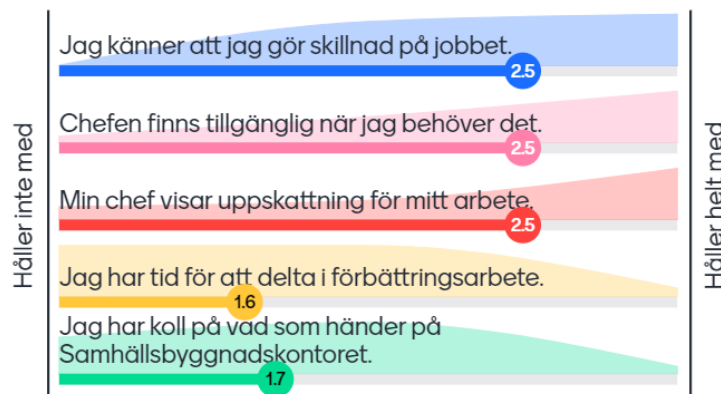 Håller inte med
Jag känner att jag gör skillnad på jobbet.
2.5
Chefen finns tillgänglig när jag behöver det.
2.5
Min chef visar uppskattning för mitt arbete.
2.5
Jag har tid för att delta i förbättringsarbete.
1.6
Jag har koll på vad som händer på
Samhällsbyggnadskontoret.
1.7
Håller helt med